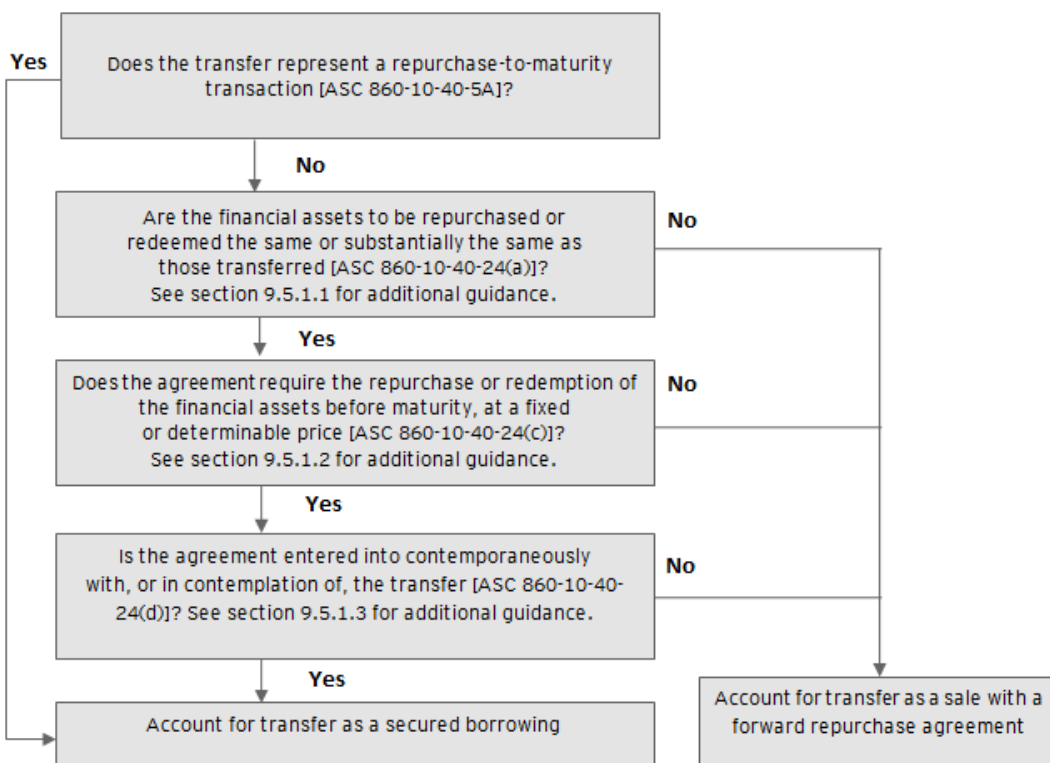 Yes
Does the transfer represent a repurchase-to-maturity
transaction [ASC 860-10-40-5A]?
No
Are the financial assets to be repurchased or
redeemed the same or substantially the same as
those transferred [ASC 860-10-40-24(a)]?
See section 9.5.1.1 for additional guidance.
No
Yes
Does the agreement require the repurchase or redemption of
the financial assets before maturity, at a fixed
or determinable price [ASC 860-10-40-24(c)]?
See section 9.5.1.2 for additional guidance.
No
Yes
Is the agreement entered into contemporaneously
with, or in contemplation of, the transfer [ASC 860-10-40-
24(d)]? See section 9.5.1.3 for additional guidance.
No
Yes
Account for transfer as a secured borrowing
Account for transfer as a sale with a
forward repurchase agreement